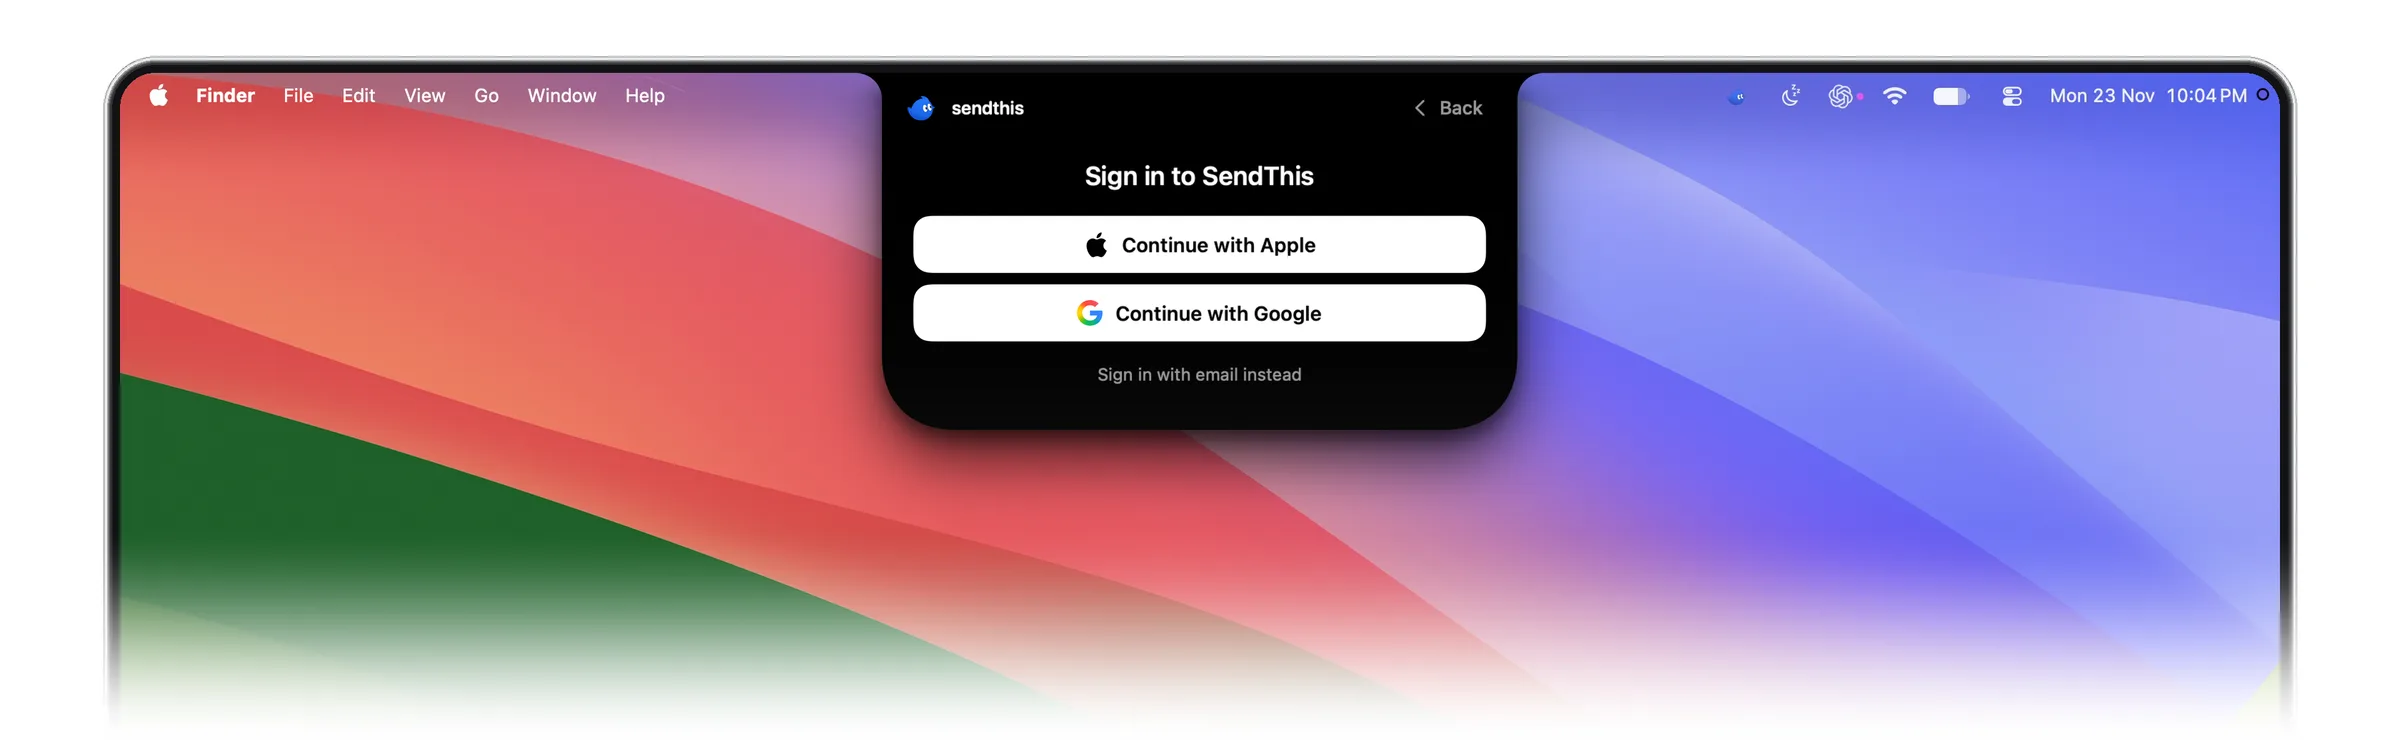 Finder File Edit View Go Window Help
Mon 23 Nov 10:04 PM
sendthis
Back
Sign in to SendThis
Continue with Apple
Continue with Google
Sign in with email instead